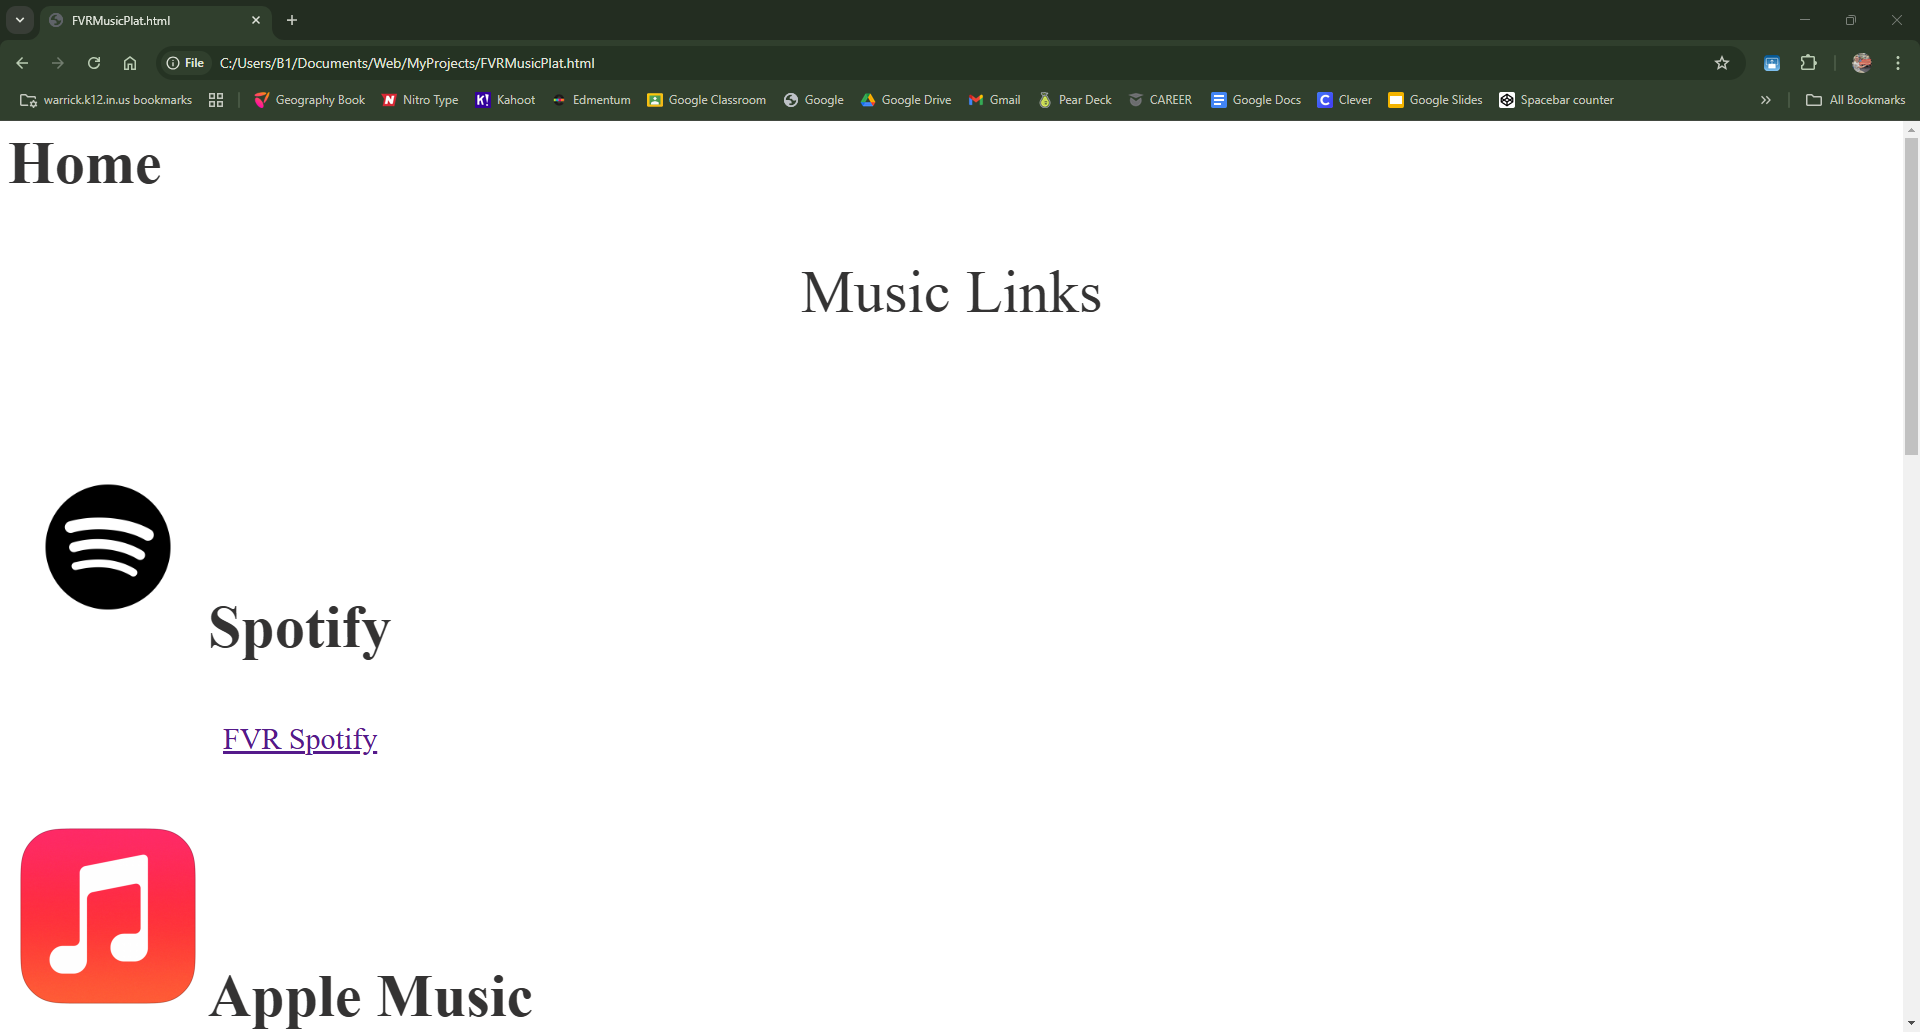 FVRMusicPlat.html
File C:/Users/B1/Documents/Web/MyProjects/FVRMusicPlat.html
warrick.k12.in.us bookmarks Geography Book Nitro Type Kahoot Edmentum Google Classroom Google Google Drive Gmail Pear Deck CAREER Google Docs Clever Google Slides Spacebar counter All Bookmarks
Home
Music Links
Spotify
FVR Spotify
Apple Music